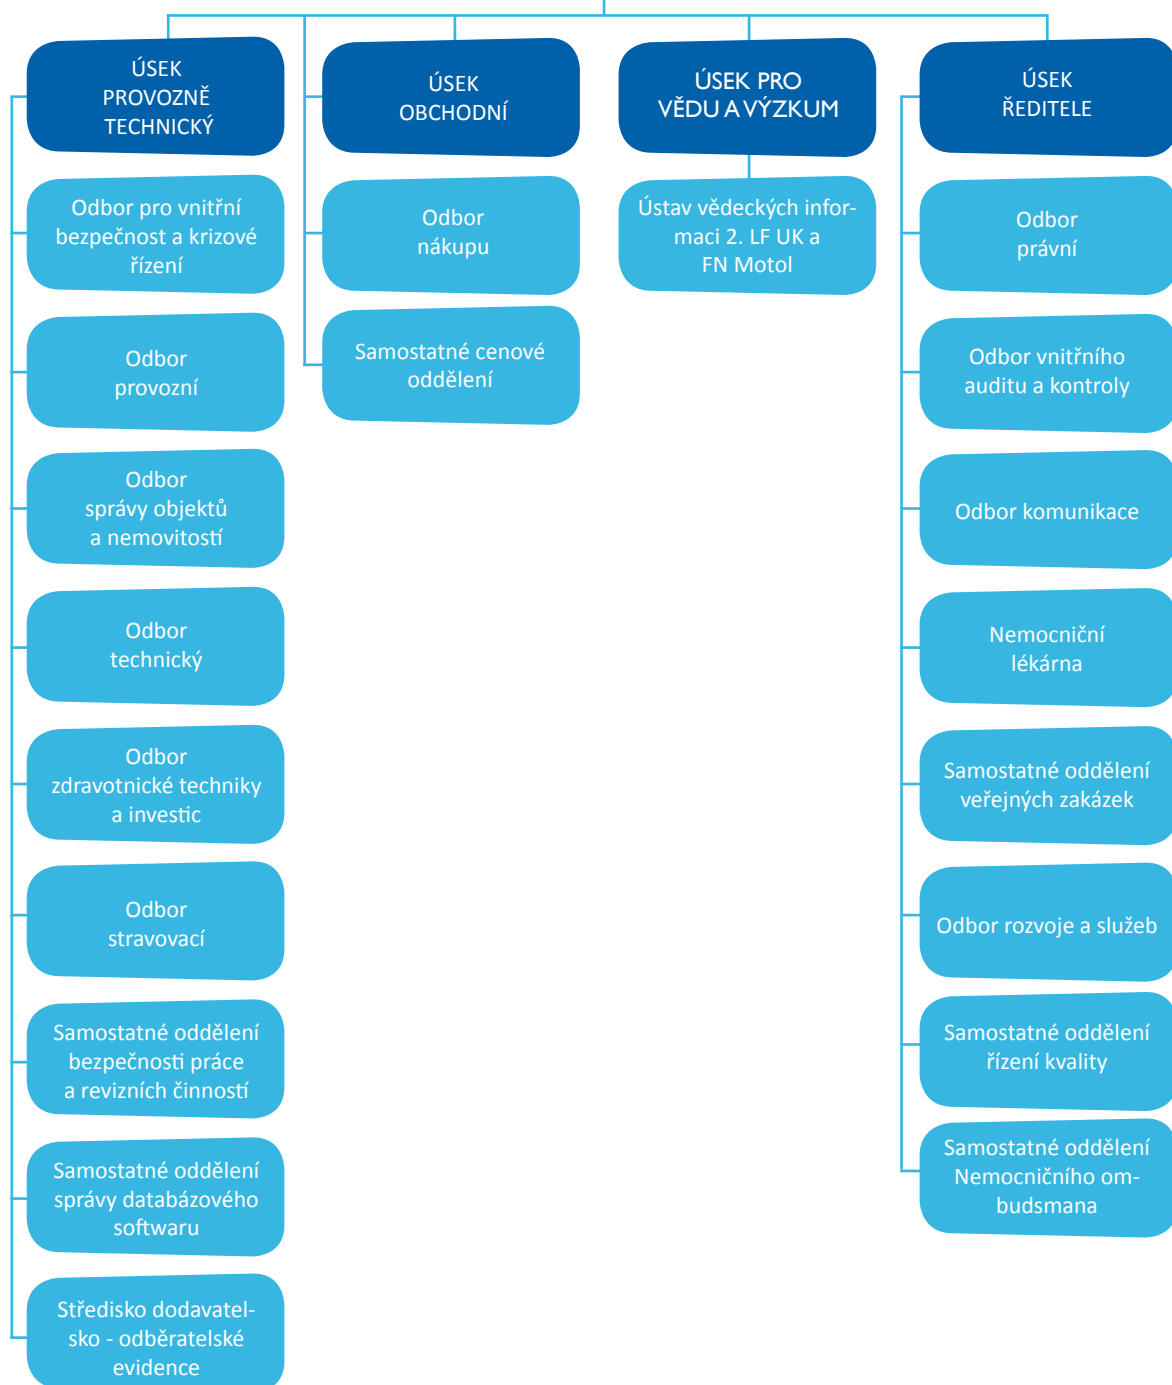 ÚSEK
PROVOZNĚ
TECHNICKÝ
Odbor pro vnitřní
bezpečnost a krizové
řízení
Odbor
provozní
Odbor
správy objektů
a nemovitostí
Odbor
technický
Odbor
zdravotnické techniky
a investic
Odbor
stravovací
Samostatné oddělení
bezpečnosti práce
a revizních činností
Samostatné oddělení
správy databázového
softwaru
Středisko dodavatel-
sko - odběratelské
evidence
ÚSEK
OBCHODNÍ
Odbor
nákupu
Samostatné cenové
oddělení
ÚSEK PRO
VĚDU A VÝZKUM
Ústav vědeckých infor-
maci 2. LF UK a
FN Motol
ÚSEK
ŘEDITELE
Odbor
právní
Odbor vnitřního
auditu a kontroly
Odbor komunikace
Nemocniční
lékárna
Samostatné oddělení
veřejných zakázek
Odbor rozvoje a služeb
Samostatné oddělení
řízení kvality
Samostatné oddělení
Nemocničního om-
budsmana